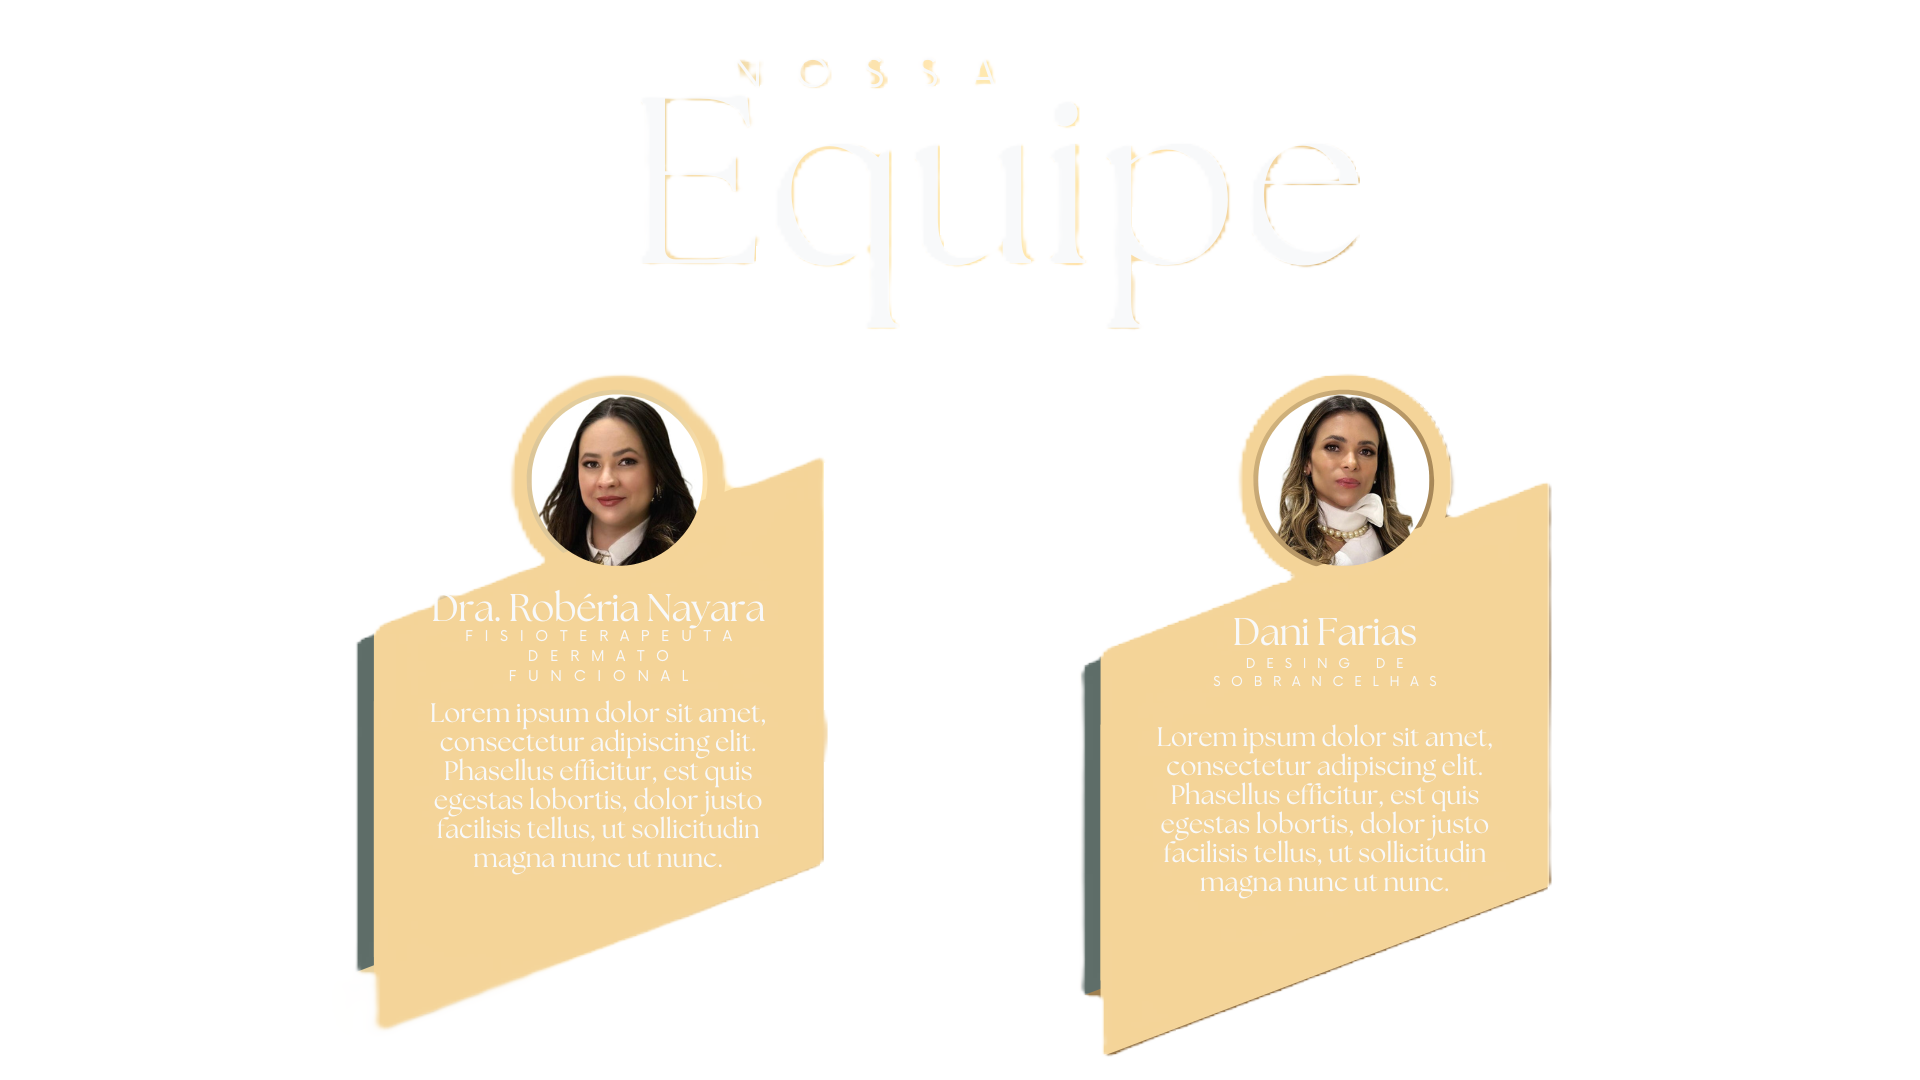 NOSSA
Equipe
Dra. Robéria Nayara
FISIOTERAPEUTA
DERMATO
FUNCIONAL
Lorem ipsum dolor sit amet,
consectetur adipiscing elit.
Phasellus efficitur, est quis
egestas lobortis, dolor justo
facilisis tellus, ut sollicitudin
magna nunc ut nunc.
Dani Farias
DESING DE
SOBRANCELHAS
Lorem ipsum dolor sit amet,
consectetur adipiscing elit.
Phasellus efficitur, est quis
egestas lobortis, dolor justo
facilisis tellus, ut sollicitudin
magna nunc ut nunc.